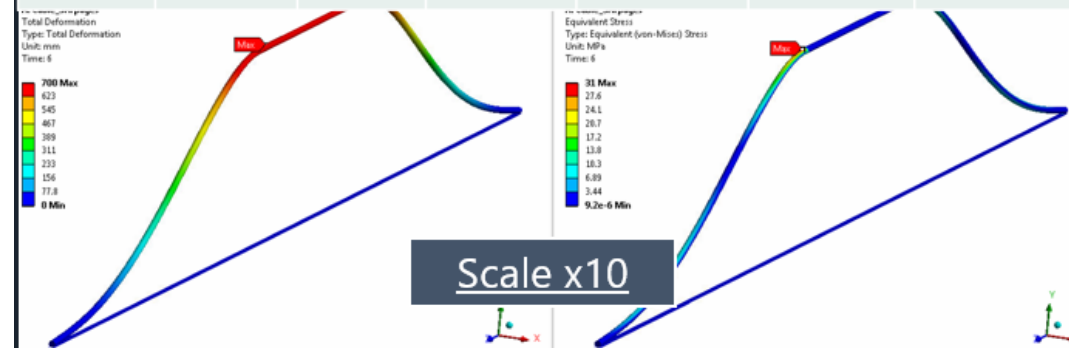 Total Deformation
Type: Total Deformation
Unit: mm
Time: 6
Max
700 Max
623
545
467
389
311
233
156
77.8
0 Min
Equivalent Stress
Type: Equivalent (von-Mises) Stress
Unit: MPa
Time: 6
Max
31 Max
27.6
24.1
20.7
17.2
13.8
10.3
6.89
3.44
9.2e-6 Min
Scale x10
X
Y